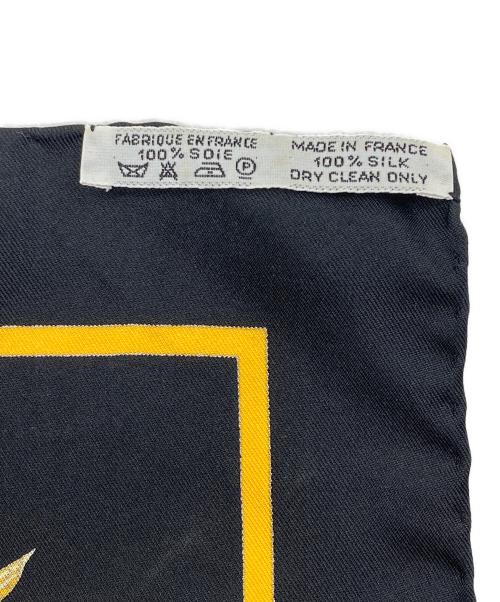 FABRIQUE EN FRANCE
100% SOIE
P
MADE IN FRANCE
100% SILK
DRY CLEAN ONLY